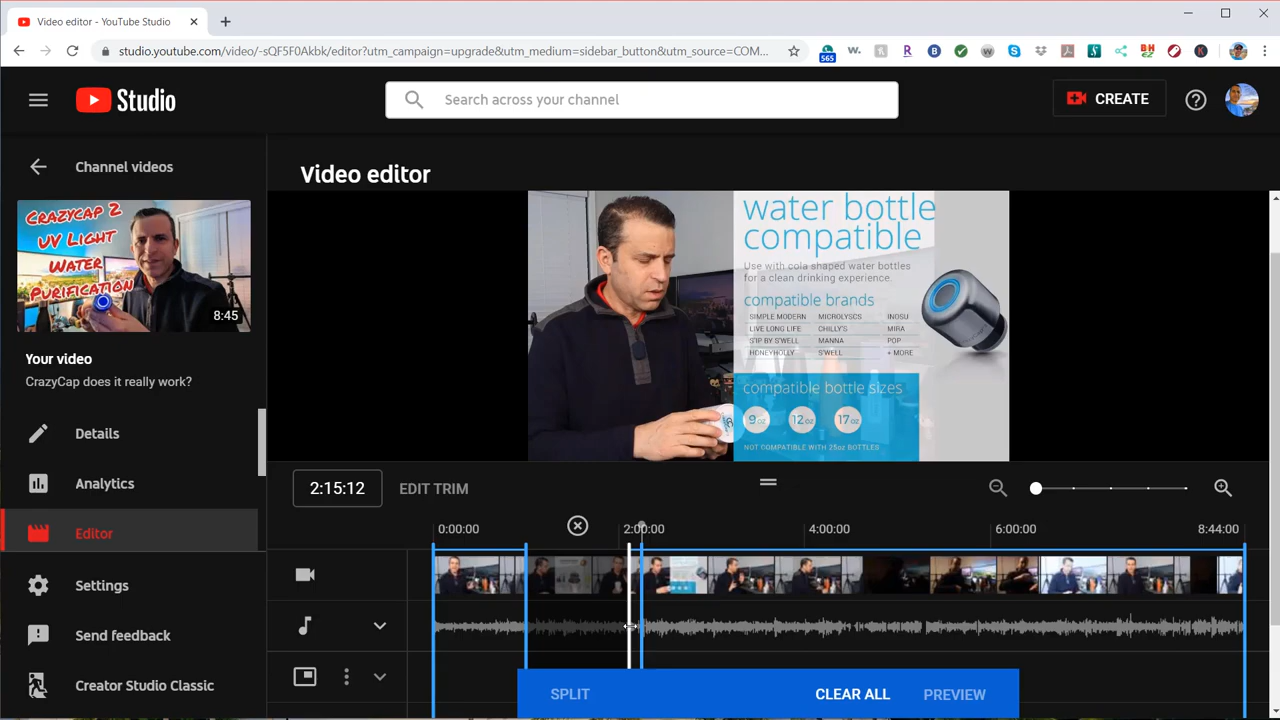 Video editor - YouTube Studio
studio.youtube.com/video/-sQF5F0Akbk/editor?utm_campaign=upgrade&utm_medium=sidebar_button&utm_source=COM...
565
Studio
Search across your channel
CREATE
Channel videos
CRAZYCAP 2
UV LIGHT
WATER
PURIFICATION
8:45
Your video
CrazyCap does it really work?
Details
Analytics
Editor
Settings
Send feedback
Creator Studio Classic
Video editor
water bottle
compatible
Use with cola shaped water bottles
for a clean drinking experience.
compatible brands
SIMPLE MODERN MICROLYSCS INOSU
LIVE LONG LIFE CHILLY'S MIRA
S'IP BY S'WELL MANNA POP
HONEYHOLLY S'WELL + MORE
compatible bottle sizes
9oz 12oz 17oz
NOT COMPATIBLE WITH 25oz BOTTLES
2:15:12
EDIT TRIM
0:00:00 2:00:00 4:00:00 6:00:00 8:44:00
SPLIT CLEAR ALL PREVIEW